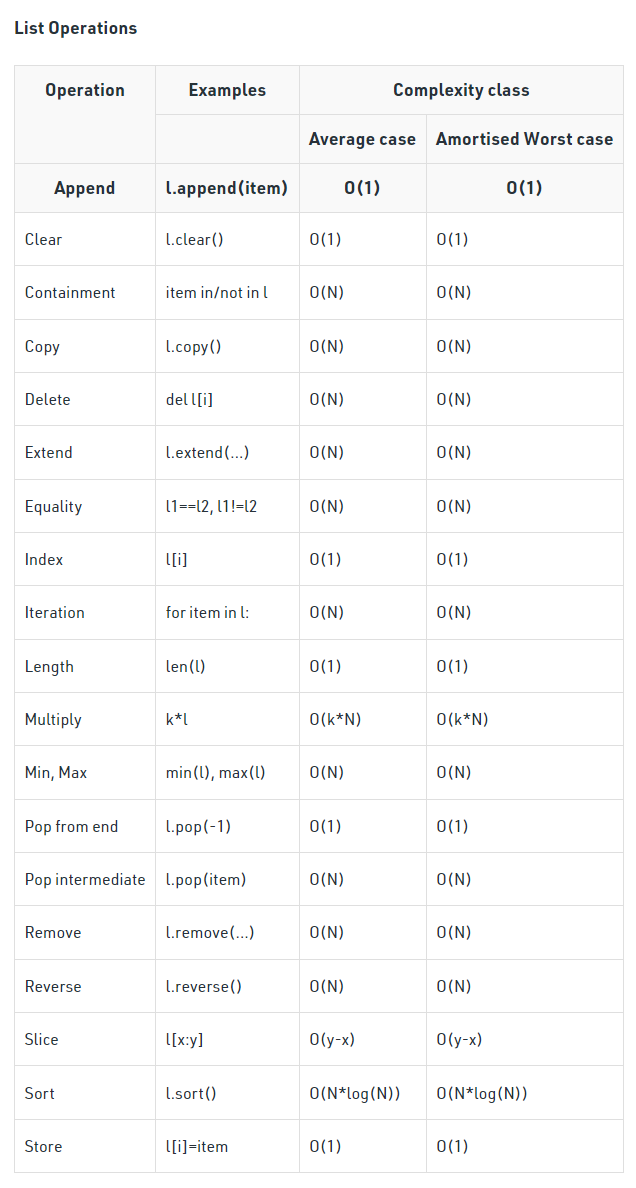 List Operations
Operation Examples Complexity class
Average case Amortised Worst case
Append l.append(item) O(1) O(1)
Clear l.clear() O(1) O(1)
Containment item in/not in l O(N) O(N)
Copy l.copy() O(N) O(N)
Delete del l[i] O(N) O(N)
Extend l.extend(...) O(N) O(N)
Equality l1==l2, l1!=l2 O(N) O(N)
Index l[i] O(1) O(1)
Iteration for item in l: O(N) O(N)
Length len(l) O(1) O(1)
Multiply k*l O(k*N) O(k*N)
Min, Max min(l), max(l) O(N) O(N)
Pop from end l.pop(-1) O(1) O(1)
Pop intermediate l.pop(item) O(N) O(N)
Remove l.remove(...) O(N) O(N)
Reverse l.reverse() O(N) O(N)
Slice l[x:y] O(y-x) O(y-x)
Sort l.sort() O(N*log(N)) O(N*log(N))
Store l[i]=item O(1) O(1)